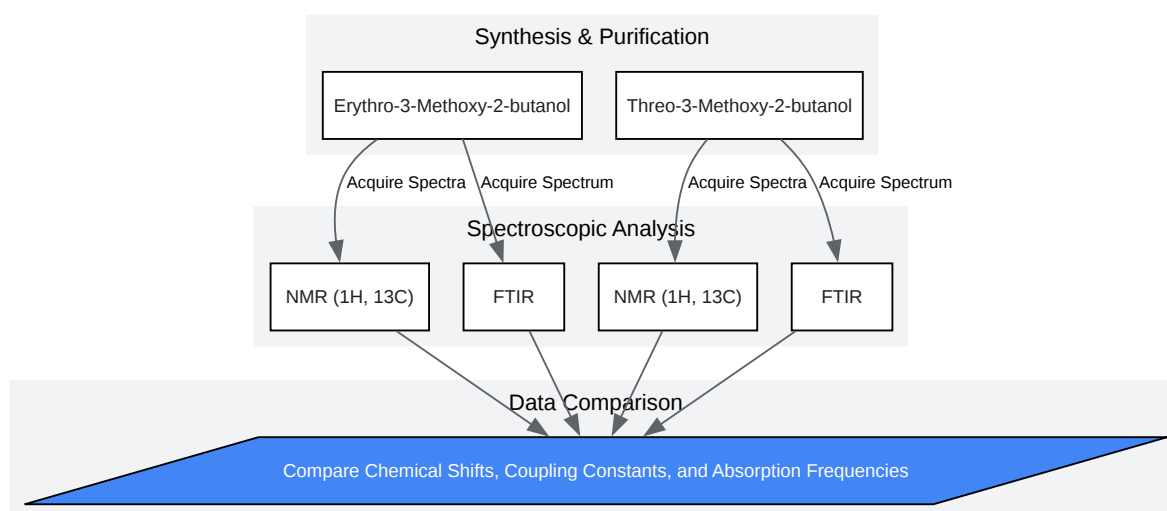 Synthesis & Purification
Erythro-3-Methoxy-2-butanol
Threo-3-Methoxy-2-butanol
Acquire Spectra
Acquire Spectrum
Acquire Spectra
Acquire Spectrum
Spectroscopic Analysis
NMR (1H, 13C)
FTIR
NMR (1H, 13C)
FTIR
Data Comparison
Compare Chemical Shifts, Coupling Constants, and Absorption Frequencies